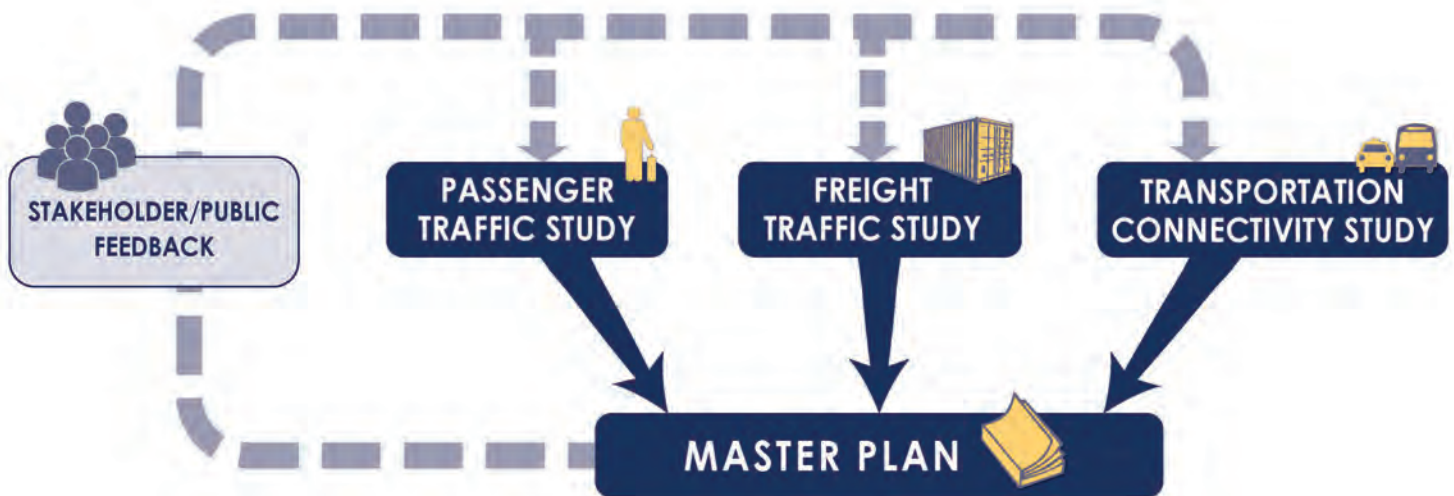 STAKEHOLDER/PUBLIC
FEEDBACK
PASSENGER
TRAFFIC STUDY
FREIGHT
TRAFFIC STUDY
TRANSPORTATION
CONNECTIVITY STUDY
MASTER PLAN